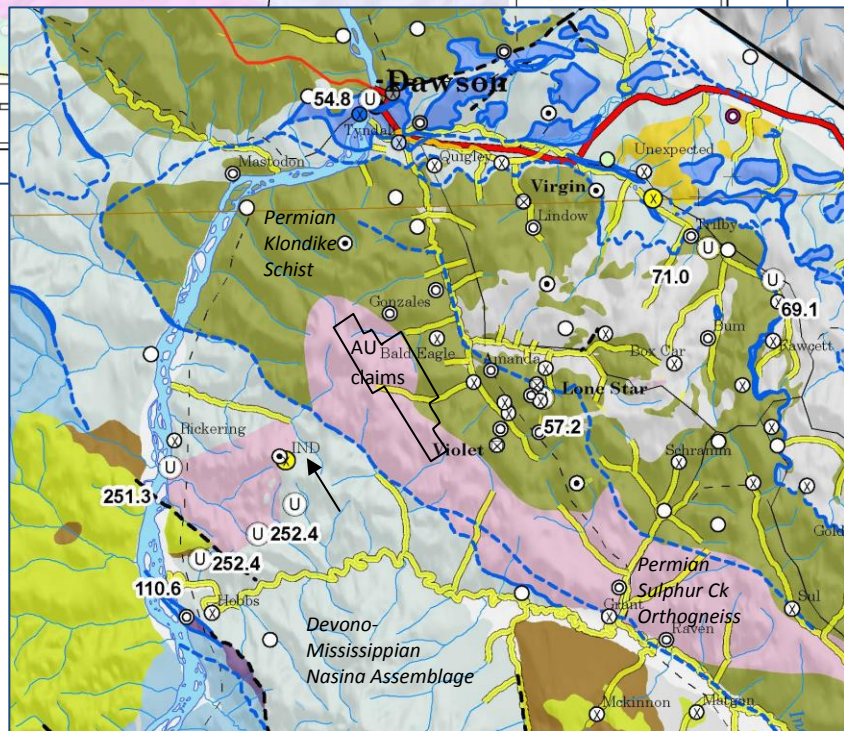 Dawson
54.8
U
Tyndall
Quigley
Unexpected
Mastodon
Virgin
Lindow
Trilby
U
71.0
U
69.1
Permian
Klondike
Schist
Gonzales
AU
claims
Bald Eagle
Amanda
Box Car
Bum
Fawcett
Lone Star
Violet
57.2
Schramm
Rickering
IND
U
251.3
U
252.4
U
252.4
110.6
Hobbs
Gold
Permian
Sulphur Ck
Orthogneiss
Grant
Sul
Raven
Devono-
Mississippian
Nasina Assemblage
Mckinnon